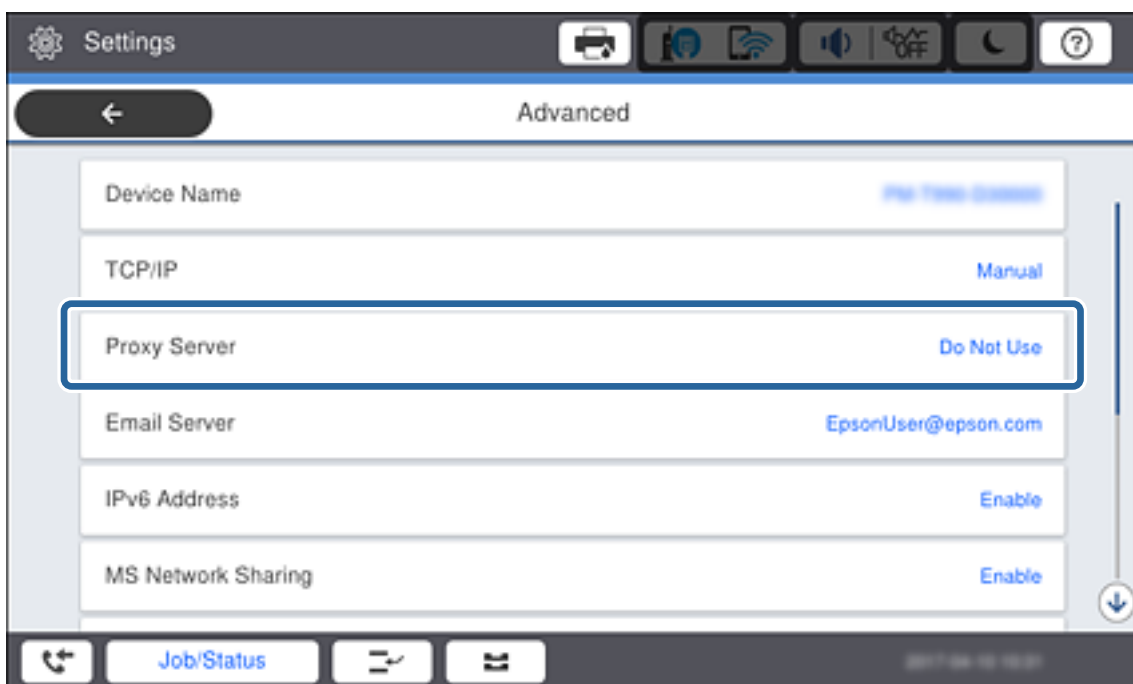 Settings
OFF
?
Advanced
Device Name
TCP/IP Manual
Proxy Server Do Not Use
Email Server EpsonUser@epson.com
IPv6 Address Enable
MS Network Sharing Enable
Job/Status